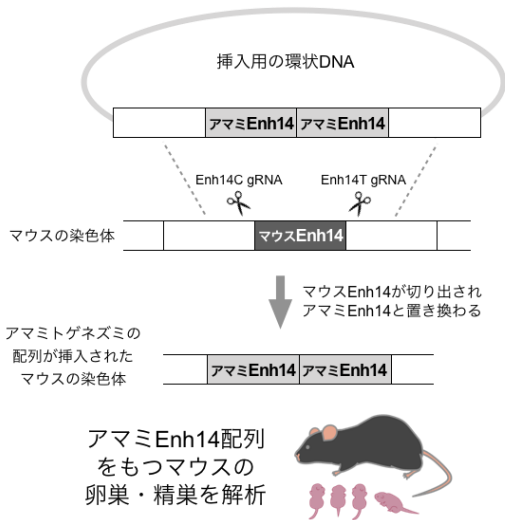 挿入用の環状DNA
アマミEnh14 アマミEnh14
Enh14C gRNA Enh14T gRNA
マウスの染色体 マウスEnh14
マウスEnh14が切り出され
アマミEnh14と置き換わる
アマミトゲネズミの
配列が挿入された
マウスの染色体
アマミEnh14 アマミEnh14
アマミEnh14配列
をもつマウスの
卵巣・精巣を解析